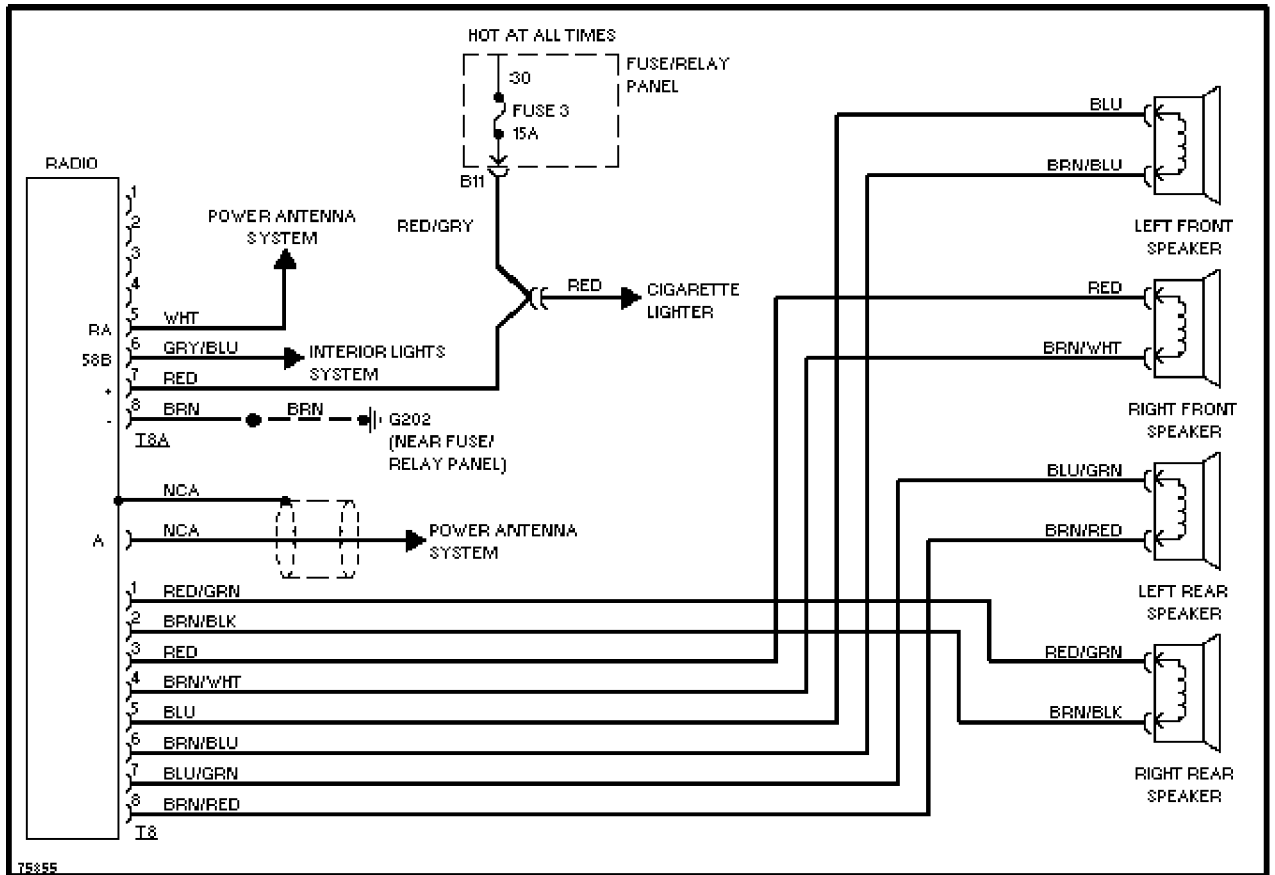 HOT AT ALL TIMES
FUSE/RELAY
PANEL
30
FUSE 3
15A
B11
RED/GRY
RED
CIGARETTE
LIGHTER
RADIO
1
2
3
4
5
6
7
8
RA
58B
+
-
WHT
GRY/BLU
RED
BRN
BRN
T8A
POWER ANTENNA
SYSTEM
INTERIOR LIGHTS
SYSTEM
G202
(NEAR FUSE/
RELAY PANEL)
NCA
A
NCA
POWER ANTENNA
SYSTEM
1 RED/GRN
2 BRN/BLK
3 RED
4 BRN/WHT
5 BLU
6 BRN/BLU
7 BLU/GRN
8 BRN/RED
T8
BLU
BRN/BLU
LEFT FRONT
SPEAKER
RED
BRN/WHT
RIGHT FRONT
SPEAKER
BLU/GRN
BRN/RED
LEFT REAR
SPEAKER
RED/GRN
BRN/BLK
RIGHT REAR
SPEAKER
75855